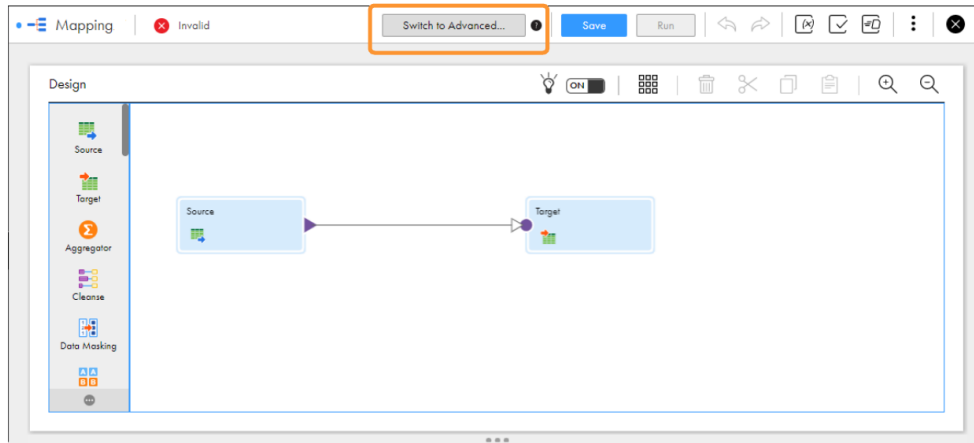 Mapping
Invalid
Switch to Advanced...
Save
Run
Design
ON
Source
Target
Aggregator
Cleanse
Data Masking
Source
Target